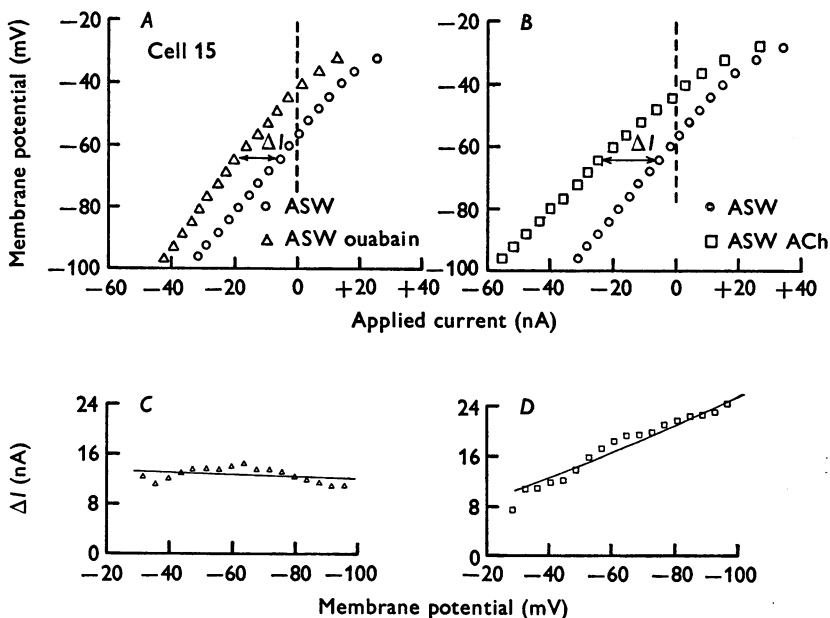 A
B
Cell 15
Membrane potential (mV)
−20
−40
−60
−80
−100
ΔI
ASW
ASW ouabain
−60
−40
−20
0
+20
+40
−20
−40
−60
−80
−100
ΔI
ASW
ASW ACh
−60
−40
−20
0
+20
+40
Applied current (nA)
C
D
ΔI (nA)
24
16
8
0
−20
−40
−60
−80
−100
24
16
8
0
−20
−40
−60
−80
−100
Membrane potential (mV)